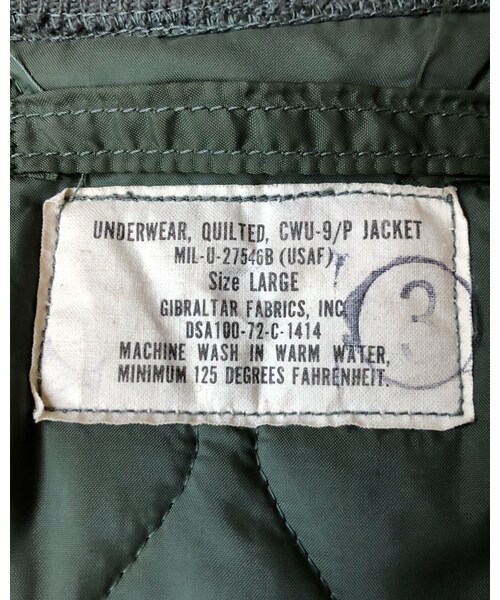 UNDERWEAR, QUILTED, CWU-9/P JACKET
MIL-U-27546B (USAF)
Size LARGE
GIBRALTAR FABRICS, INC
DSA100-72-C-1414
MACHINE WASH IN WARM WATER,
MINIMUM 125 DEGREES FAHRENHEIT.
3